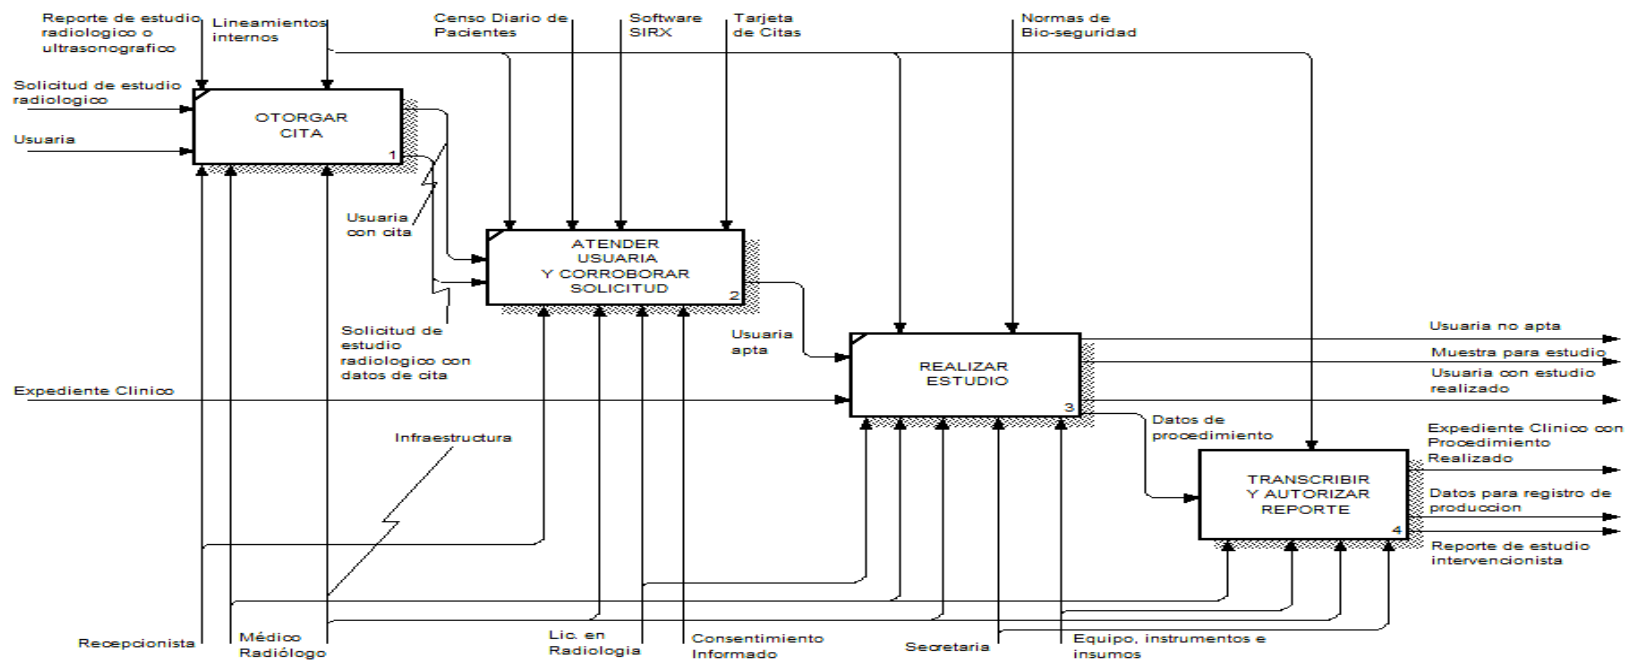 Reporte de estudio
radiologico o
ultrasonografico
Lineamientos
internos
Censo Diario de
Pacientes
Software
SIRX
Tarjeta
de Citas
Normas de
Bio-seguridad
Solicitud de estudio
radiologico
Usuaria
OTORGAR
CITA
1
Usuaria
con cita
ATENDER
USUARIA
Y CORROBORAR
SOLICITUD
2
Solicitud de
estudio
radiologico con
datos de cita
Usuaria
apta
Expediente Clinico
REALIZAR
ESTUDIO
3
Usuaria no apta
Muestra para estudio
Usuaria con estudio
realizado
Infraestructura
Datos de
procedimiento
Expediente Clinico con
Procedimiento
Realizado
TRANSCRIBIR
Y AUTORIZAR
REPORTE
4
Datos para registro de
produccion
Reporte de estudio
intervencionista
Recepcionista
Médico
Radiólogo
Lic. en
Radiologia
Consentimiento
Informado
Secretaria
Equipo, instrumentos e
insumos